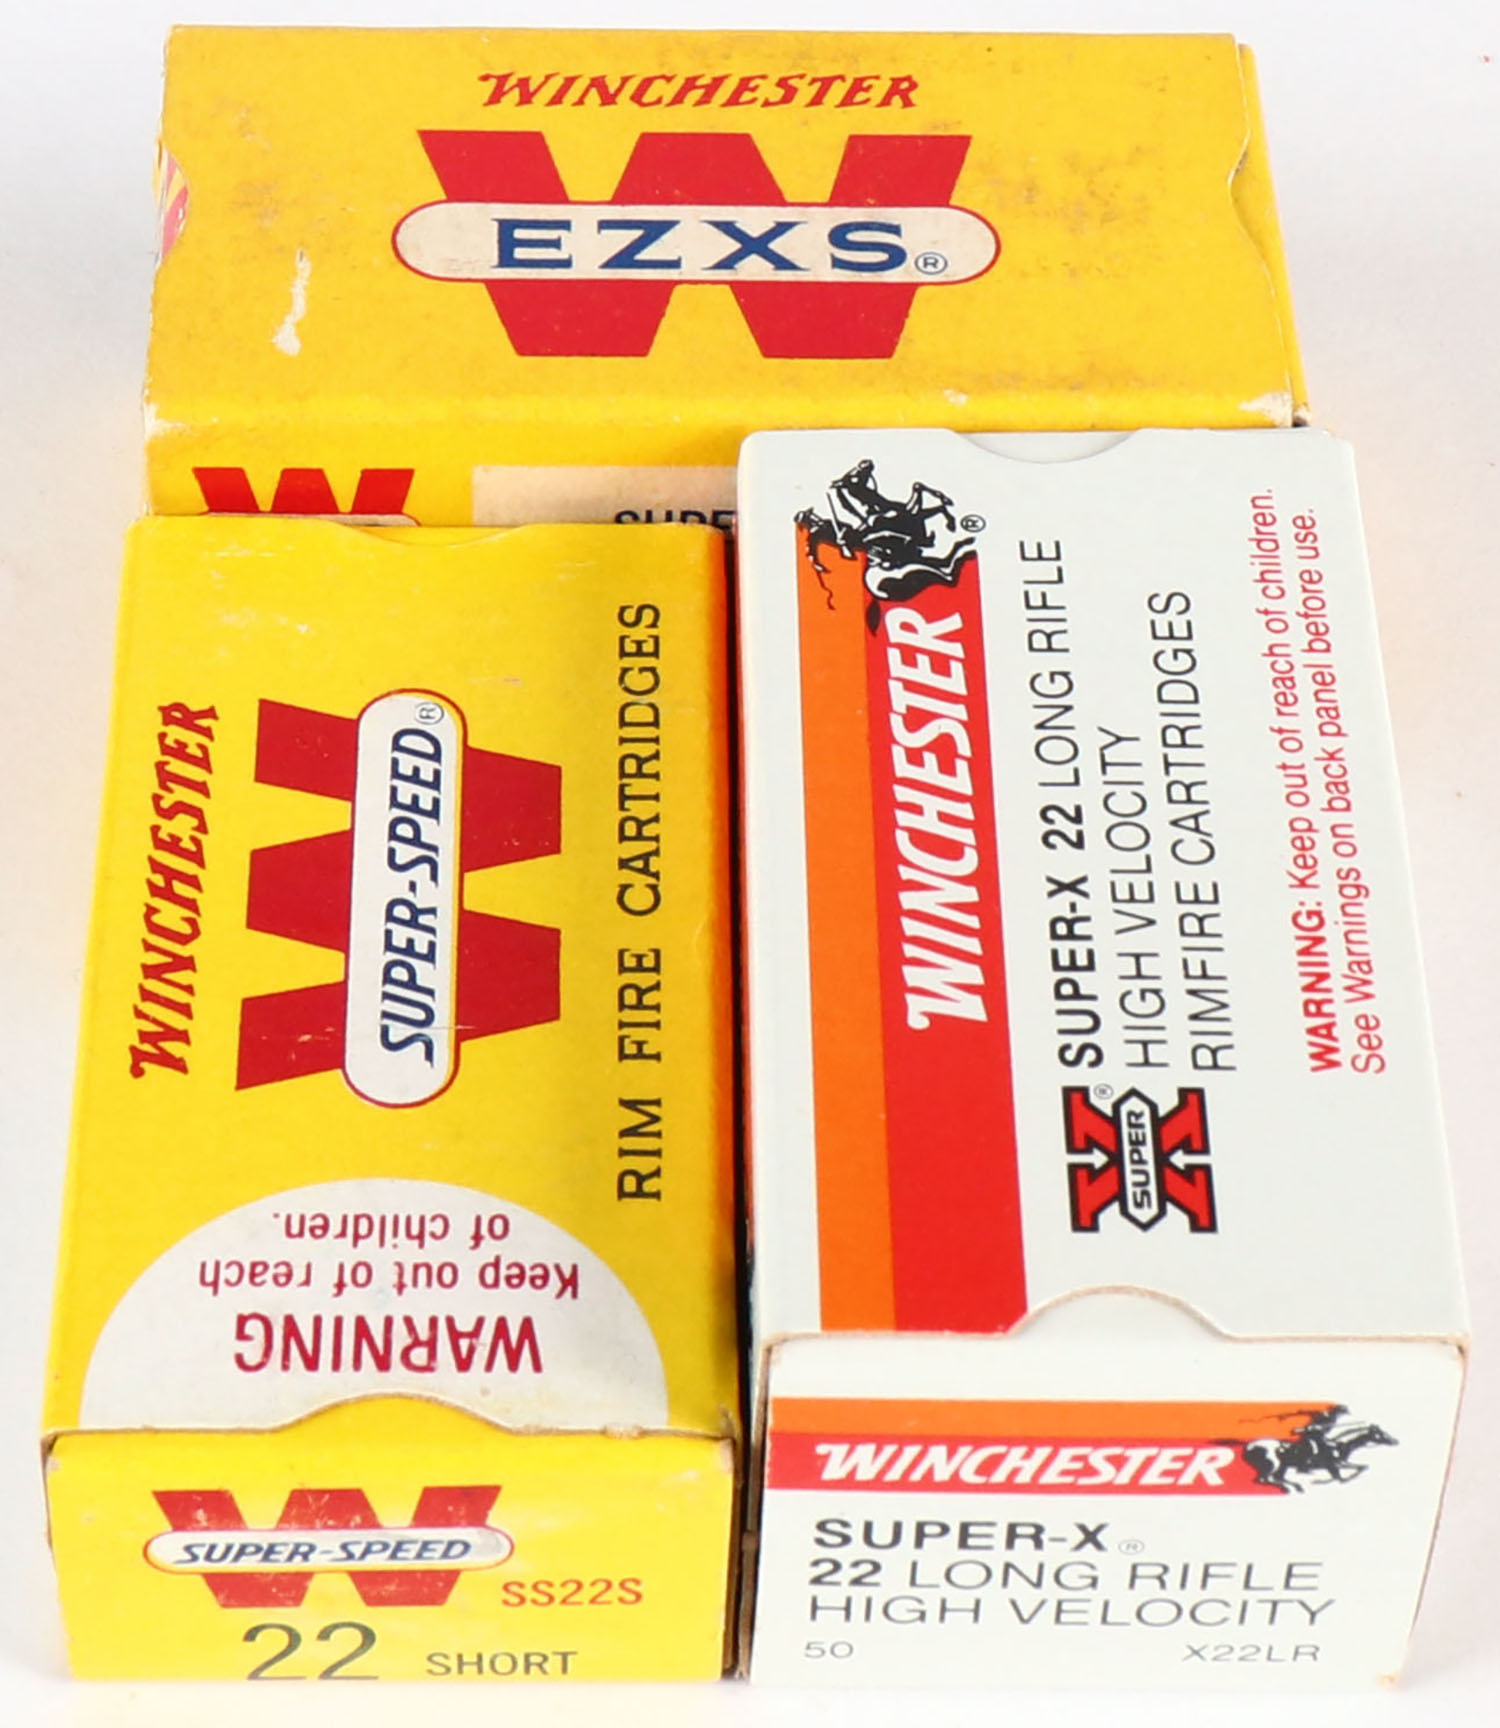 WINCHESTER
EZXS®
WINCHESTER
SUPER-SPEED®
RIM FIRE CARTRIDGES
WARNING
Keep out of reach
of children.
SUPER-SPEED
SS22S
22 SHORT
®
WINCHESTER
SUPER-X 22 LONG RIFLE
HIGH VELOCITY
RIMFIRE CARTRIDGES
SUPER X®
WARNING: Keep out of reach of children.
See Warnings on back panel before use.
WINCHESTER
SUPER-X®
22 LONG RIFLE
HIGH VELOCITY
50 X22LR